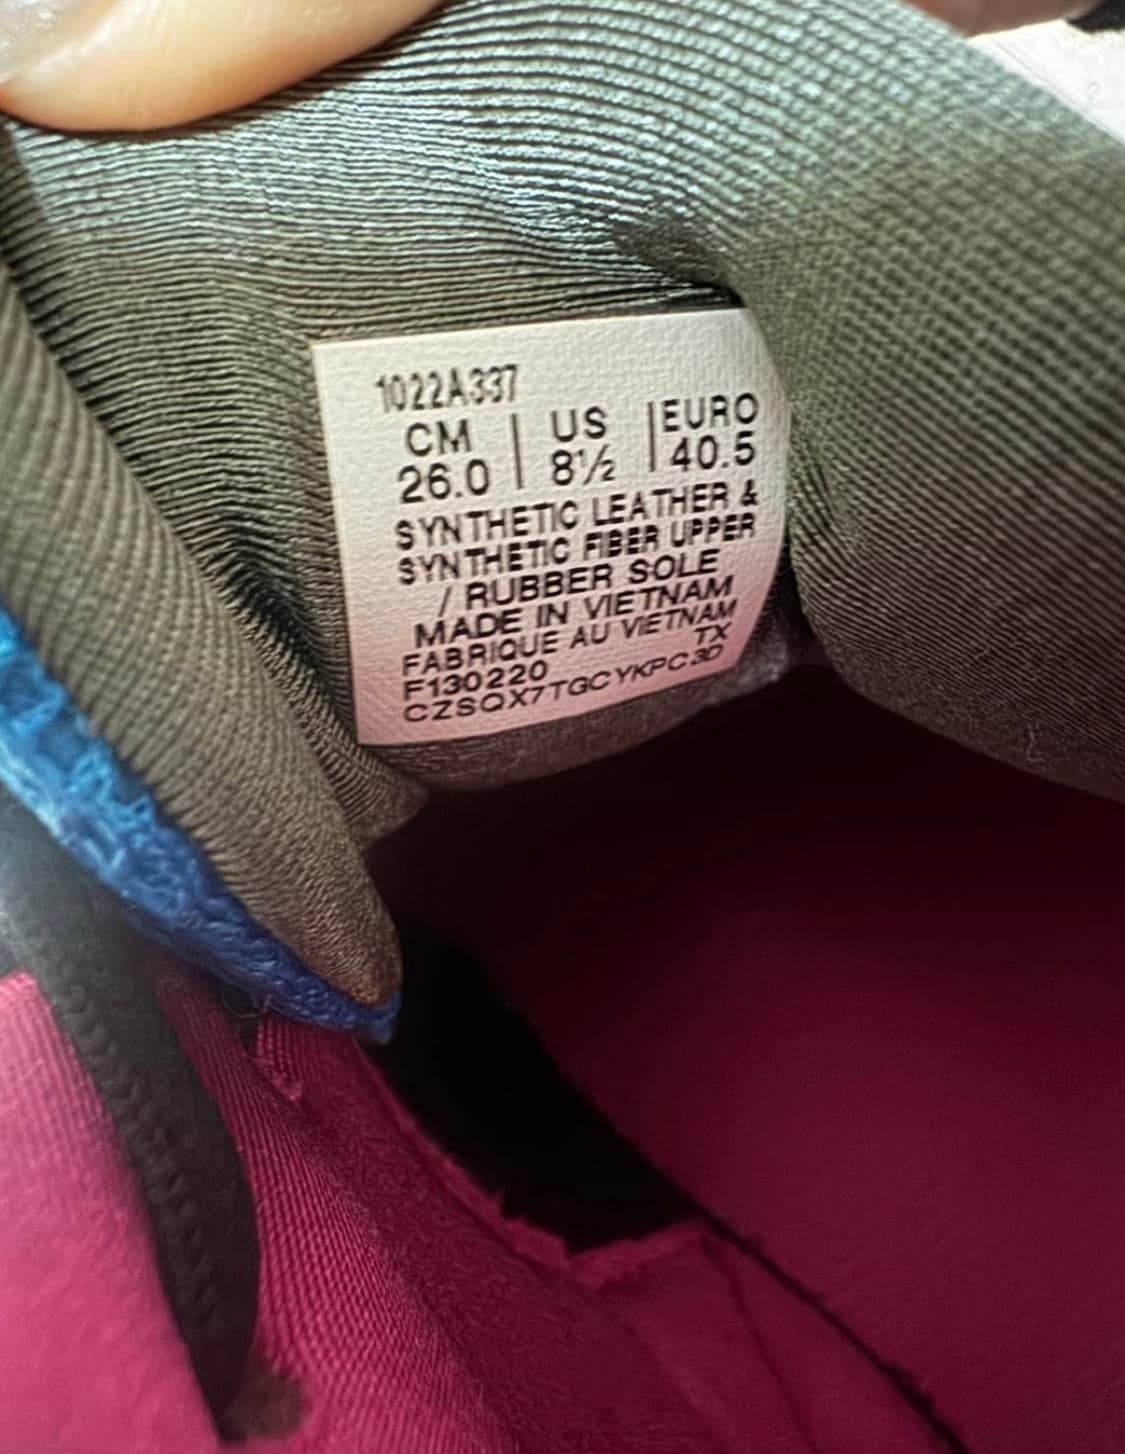 1022A337
CM | US | EURO
26.0 | 8½ | 40.5
SYNTHETIC LEATHER &
SYNTHETIC FIBER UPPER
/ RUBBER SOLE
MADE IN VIETNAM
FABRIQUE AU VIETNAM
F130220 TX
CZSQX7TGCYKPC3D